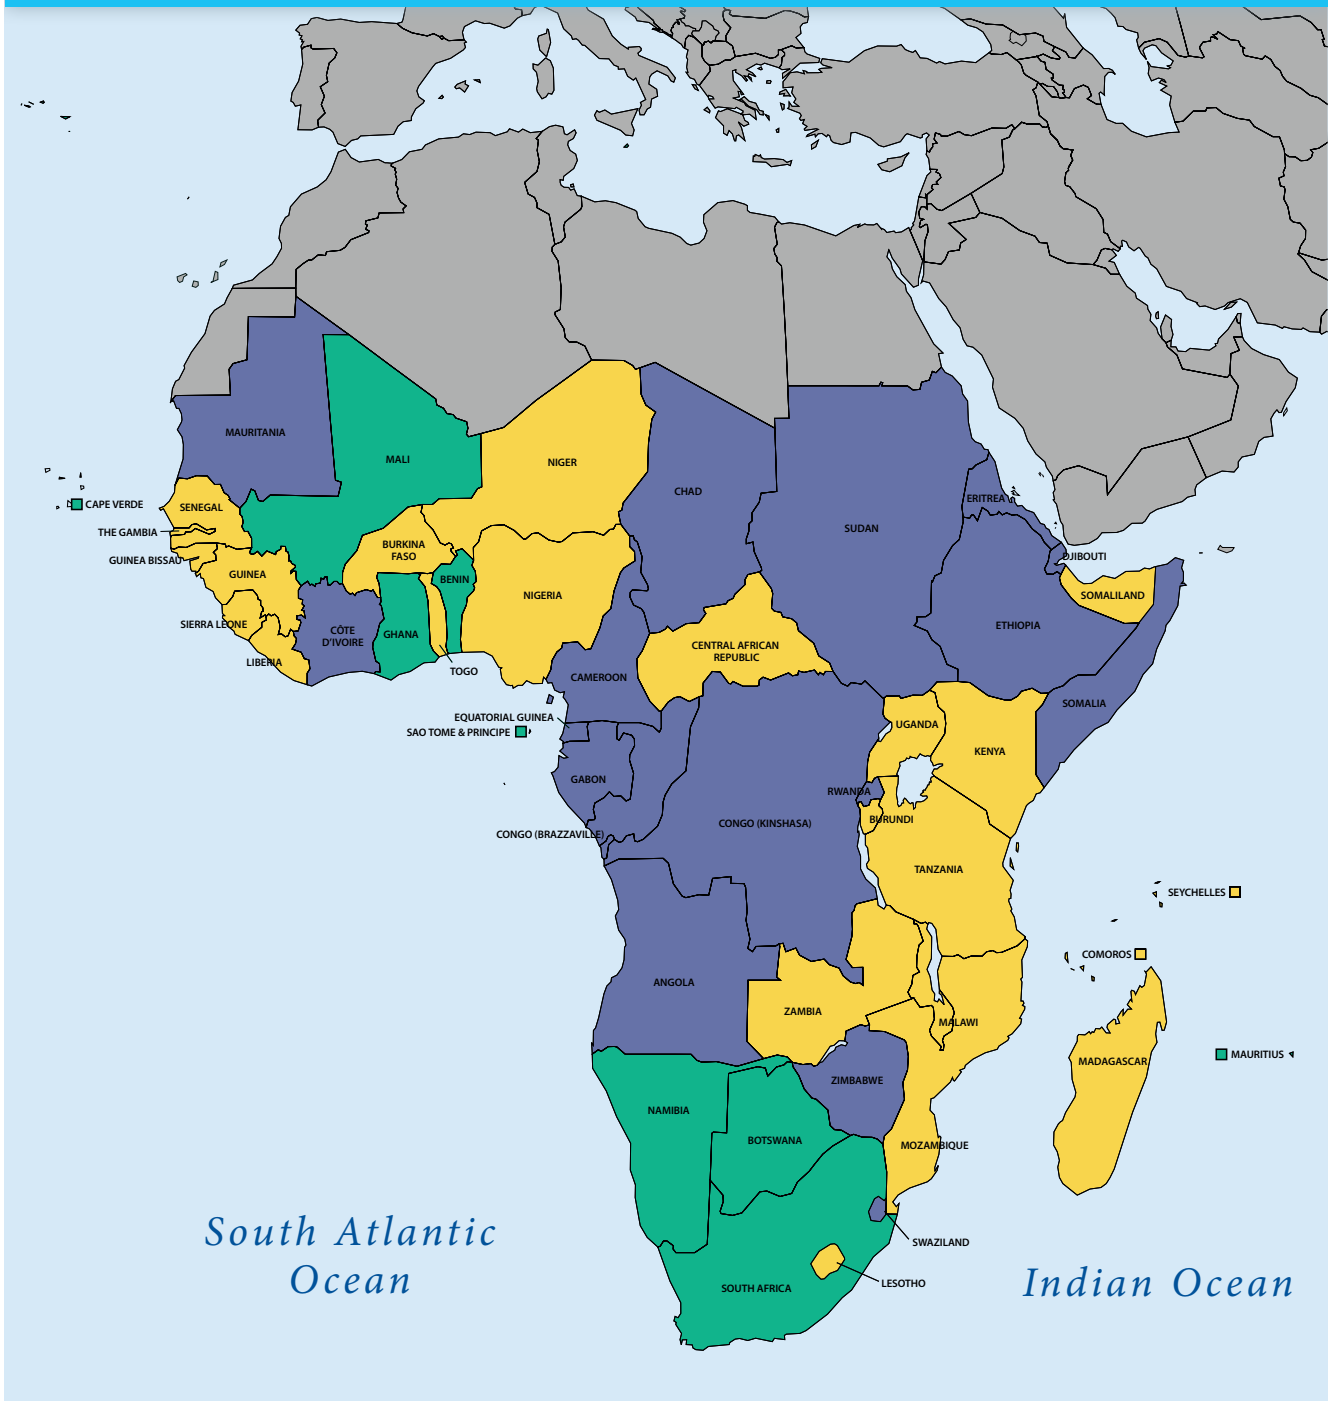 MAURITANIA
MALI
NIGER
CHAD
SUDAN
ERITREA
CAPE VERDE
SENEGAL
THE GAMBIA
GUINEA BISSAU
BURKINA
FASO
DJIBOUTI
GUINEA
BENIN
NIGERIA
SOMALILAND
SIERRA LEONE
CÔTE
D'IVOIRE
GHANA
ETHIOPIA
LIBERIA
TOGO
CENTRAL AFRICAN
REPUBLIC
CAMEROON
SOMALIA
EQUATORIAL GUINEA
SAO TOME & PRINCIPE
UGANDA
KENYA
GABON
RWANDA
CONGO (BRAZZAVILLE)
CONGO (KINSHASA)
BURUNDI
TANZANIA
SEYCHELLES
COMOROS
ANGOLA
ZAMBIA
MALAWI
MADAGASCAR
MAURITIUS
ZIMBABWE
NAMIBIA
BOTSWANA
MOZAMBIQUE
SWAZILAND
SOUTH AFRICA
LESOTHO
South Atlantic
Ocean
Indian Ocean